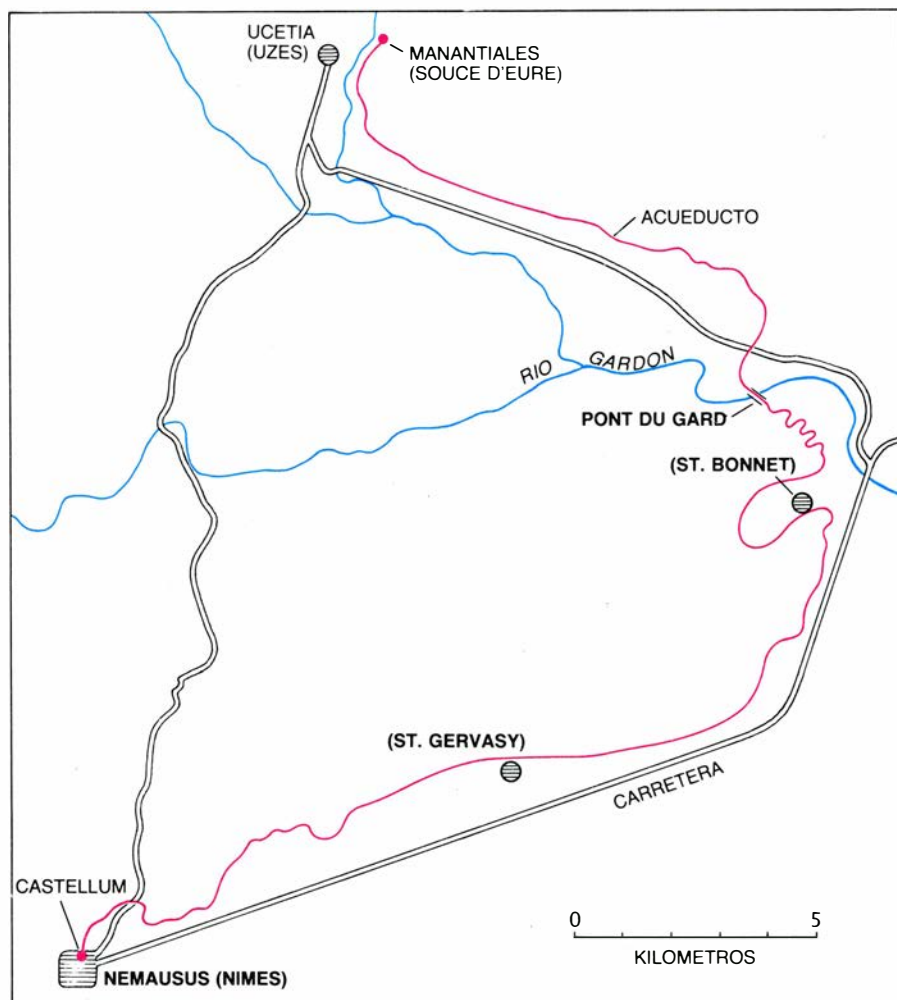 UCETIA
(UZES)
MANANTIALES
(SOUCE D'EURE)
ACUEDUCTO
RIO GARDON
PONT DU GARD
(ST. BONNET)
(ST. GERVASY)
CARRETERA
CASTELLUM
0 5
KILOMETROS
NEMAUSUS (NIMES)